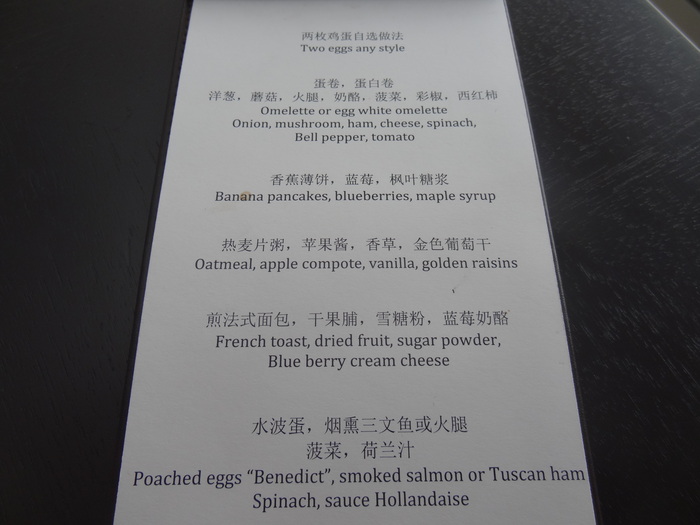 两枚鸡蛋自选做法
Two eggs any style
蛋卷，蛋白卷
洋葱，蘑菇，火腿，奶酪，菠菜，彩椒，西红柿
Omelette or egg white omelette
Onion, mushroom, ham, cheese, spinach,
Bell pepper, tomato
香蕉薄饼，蓝莓，枫叶糖浆
Banana pancakes, blueberries, maple syrup
热麦片粥，苹果酱，香草，金色葡萄干
Oatmeal, apple compote, vanilla, golden raisins
煎法式面包，干果脯，雪糖粉，蓝莓奶酪
French toast, dried fruit, sugar powder,
Blue berry cream cheese
水波蛋，烟熏三文鱼或火腿
菠菜，荷兰汁
Poached eggs “Benedict”, smoked salmon or Tuscan ham
Spinach, sauce Hollandaise